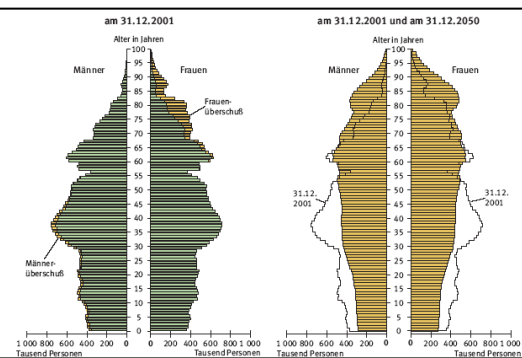 am 31.12.2001
Alter in Jahren
Männer
Frauen
100
95
90
85
80
75
70
65
60
55
50
45
40
35
30
25
20
15
10
5
0
Frauen-
überschuß
Männer-
überschuß
1 000 800 600 400 200 0
0 200 400 600 800 1 000
Tausend Personen
Tausend Personen
am 31.12.2001 und am 31.12.2050
Alter in Jahren
Männer
Frauen
100
95
90
85
80
75
70
65
60
55
50
45
40
35
30
25
20
15
10
5
0
31.12.
2001
31.12.
2001
1 000 800 600 400 200 0
0 200 400 600 800 1 000
Tausend Personen
Tausend Personen